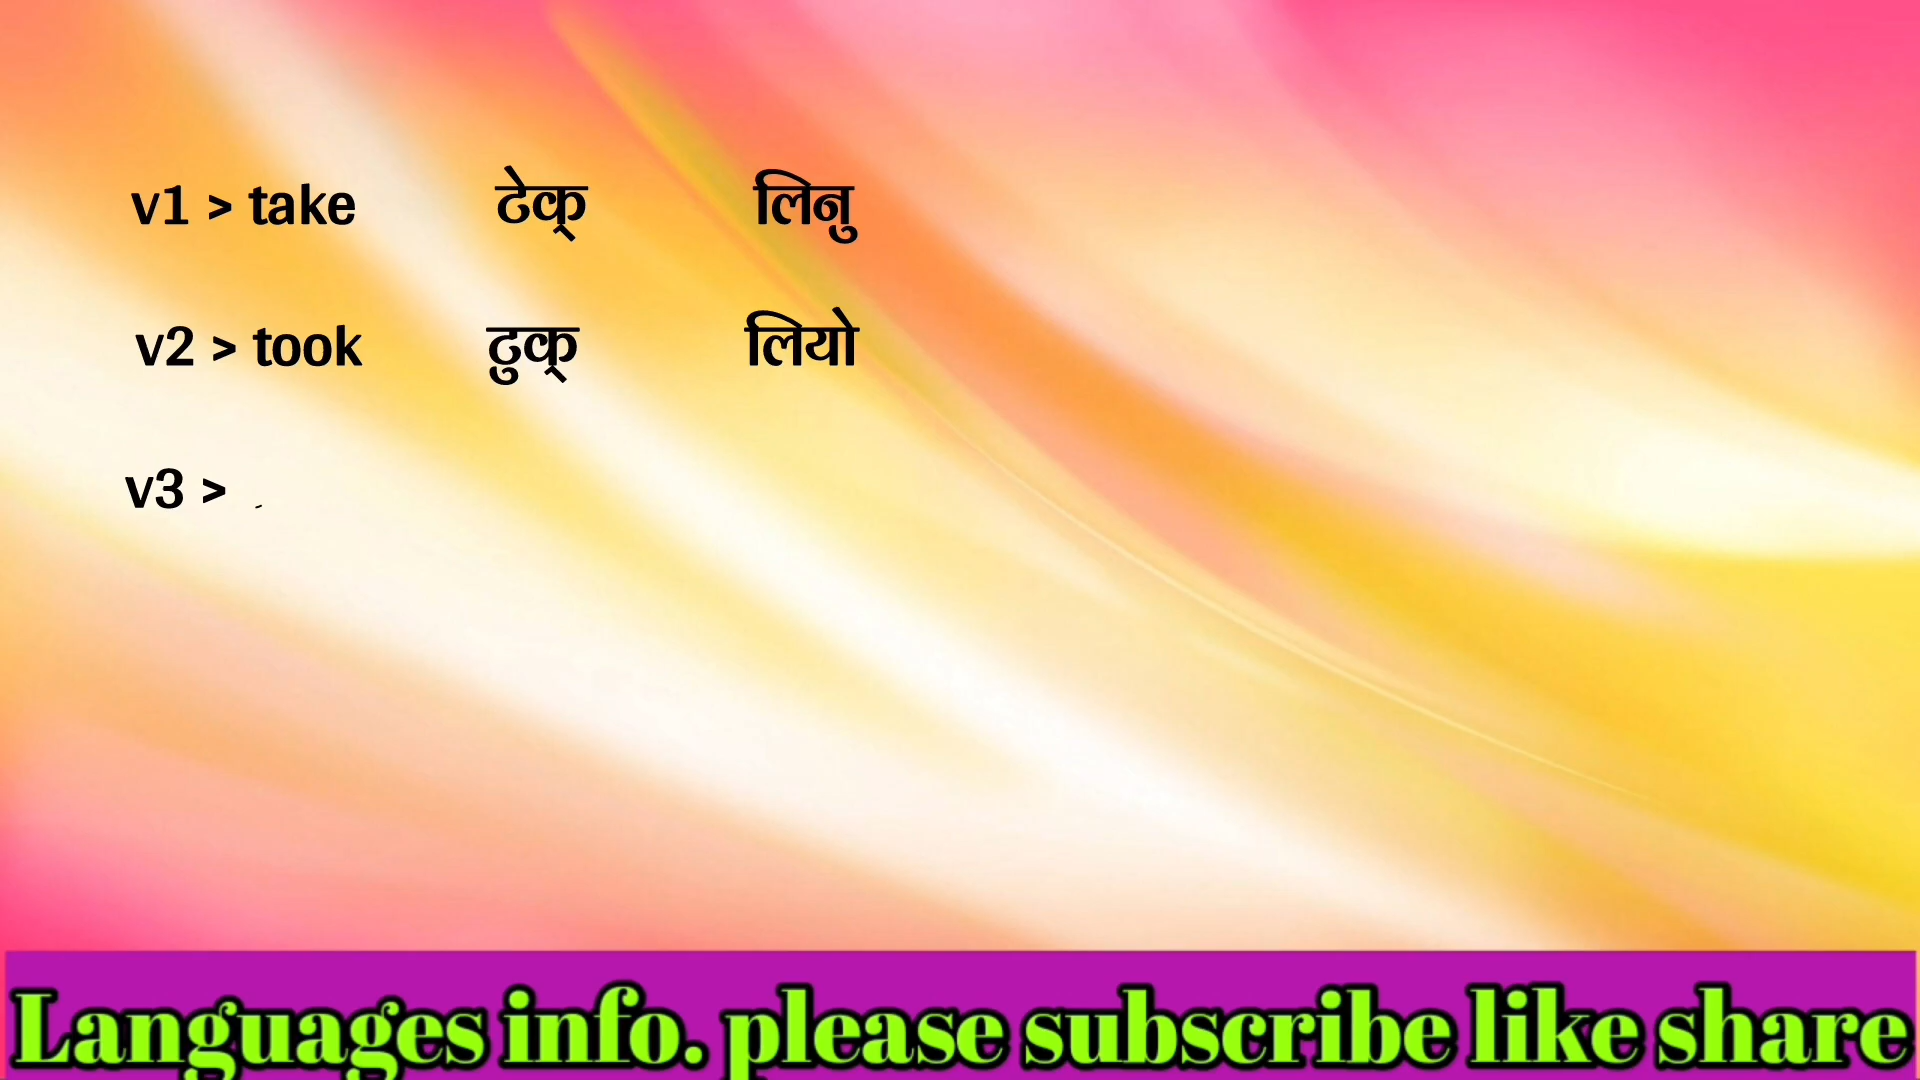 v1 > take टेक् लिनु
v2 > took टुक् लियो
v3 >
Languages info. please subscribe like share